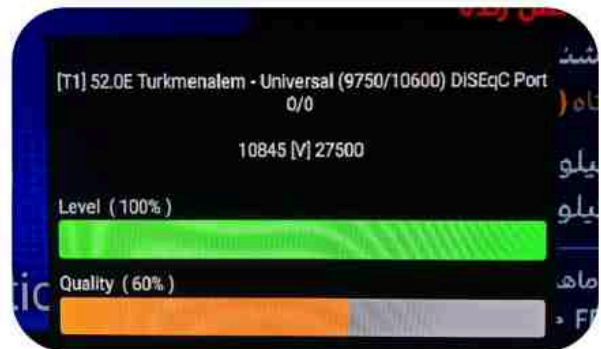 [T1] 52.0E Turkmenalem - Universal (9750/10600) DiSEqC Port
0/0
10845 [V] 27500
Level ( 100% )
Quality ( 60% )